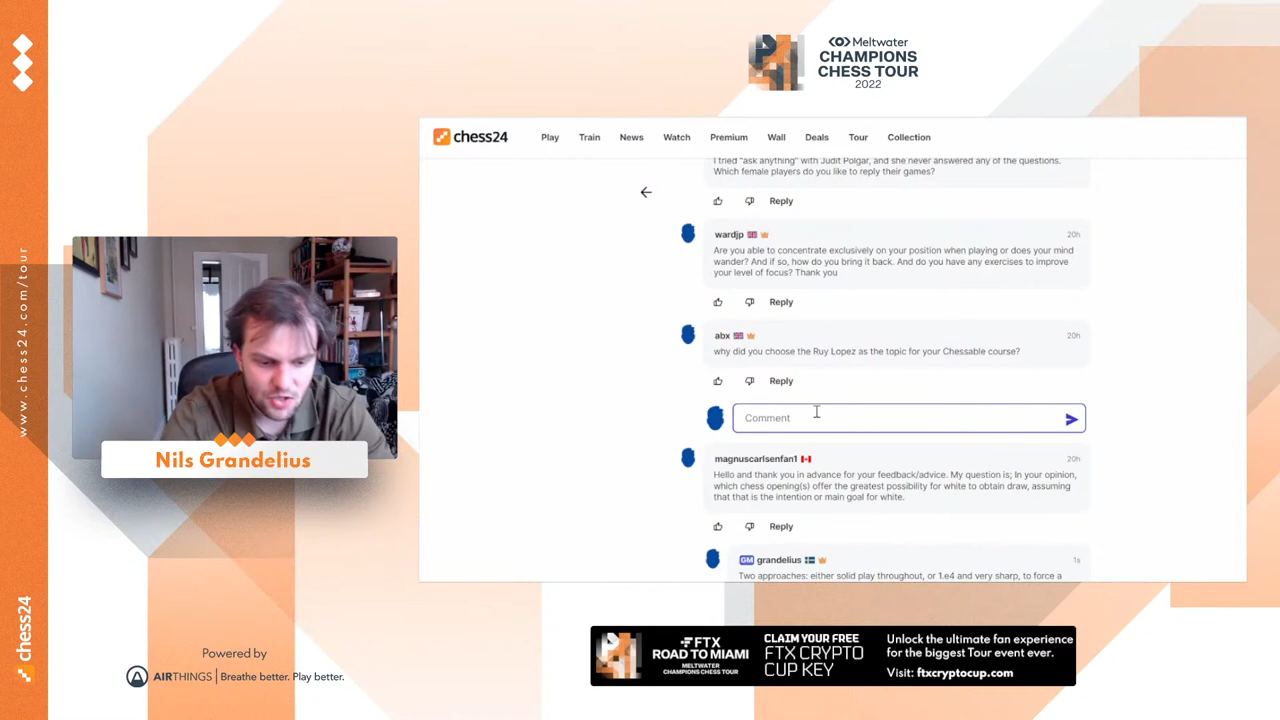 Meltwater
CHAMPIONS
CHESS TOUR
2022
www.chess24.com/tour
chess24
chess24
Play
Train
News
Watch
Premium
Wall
Deals
Tour
Collection
I tried "ask anything" with Judit Polgar, and she never answered any of the questions.
Which female players do you like to reply their games?
Reply
wardjp
20h
Are you able to concentrate exclusively on your position when playing or does your mind
wander? And if so, how do you bring it back. And do you have any exercises to improve
your level of focus? Thank you
Reply
abx
20h
why did you choose the Ruy Lopez as the topic for your Chessable course?
Reply
Comment
magnuscarlsenfan1
20h
Hello and thank you in advance for your feedback/advice. My question is; In your opinion,
which chess opening(s) offer the greatest possibility for white to obtain draw, assuming
that that is the intention or main goal for white.
Reply
GM grandelius
1s
Two approaches: either solid play throughout, or 1.e4 and very sharp, to force a
Nils Grandelius
Powered by
AIRTHINGS | Breathe better. Play better.
FTX
ROAD TO MIAMI
MELTWATER
CHAMPIONS CHESS TOUR
CLAIM YOUR FREE
FTX CRYPTO
CUP KEY
Unlock the ultimate fan experience
for the biggest Tour event ever.
Visit: ftxcryptocup.com